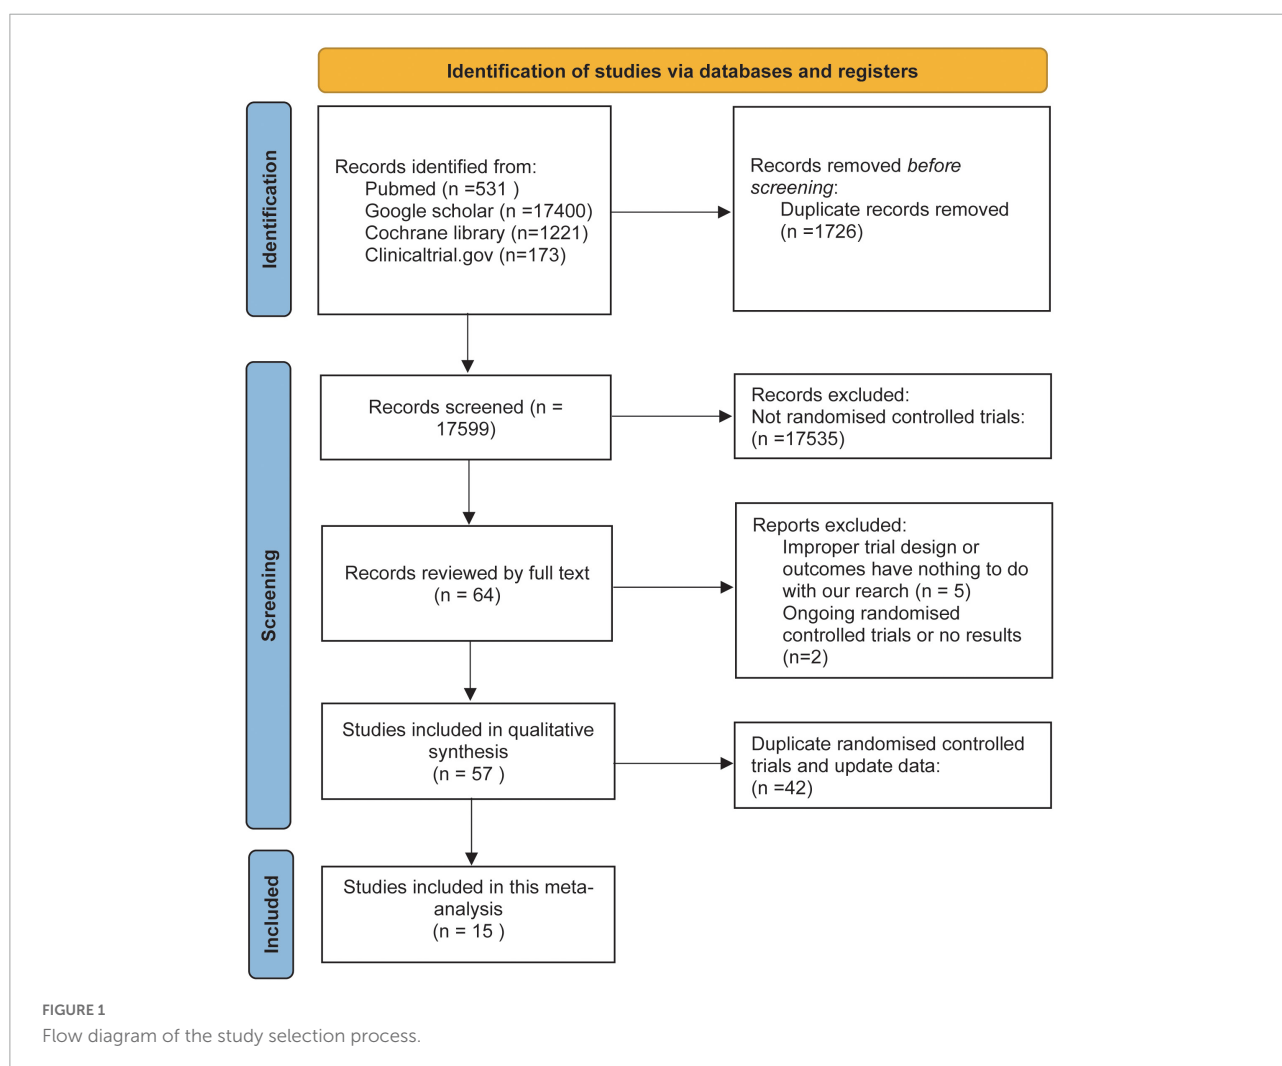 Identification of studies via databases and registers
Identification
Records identified from:
Pubmed (n =531 )
Google scholar (n =17400)
Cochrane library (n=1221)
Clinicaltrial.gov (n=173)
Records removed before
screening:
Duplicate records removed
(n =1726)
Screening
Records screened (n =
17599)
Records excluded:
Not randomised controlled trials:
(n =17535)
Records reviewed by full text
(n = 64)
Reports excluded:
Improper trial design or
outcomes have nothing to do
with our rearch (n = 5)
Ongoing randomised
controlled trials or no results
(n=2)
Studies included in qualitative
synthesis
(n = 57 )
Duplicate randomised controlled
trials and update data:
(n =42)
Included
Studies included in this meta-
analysis
(n = 15 )
FIGURE 1
Flow diagram of the study selection process.